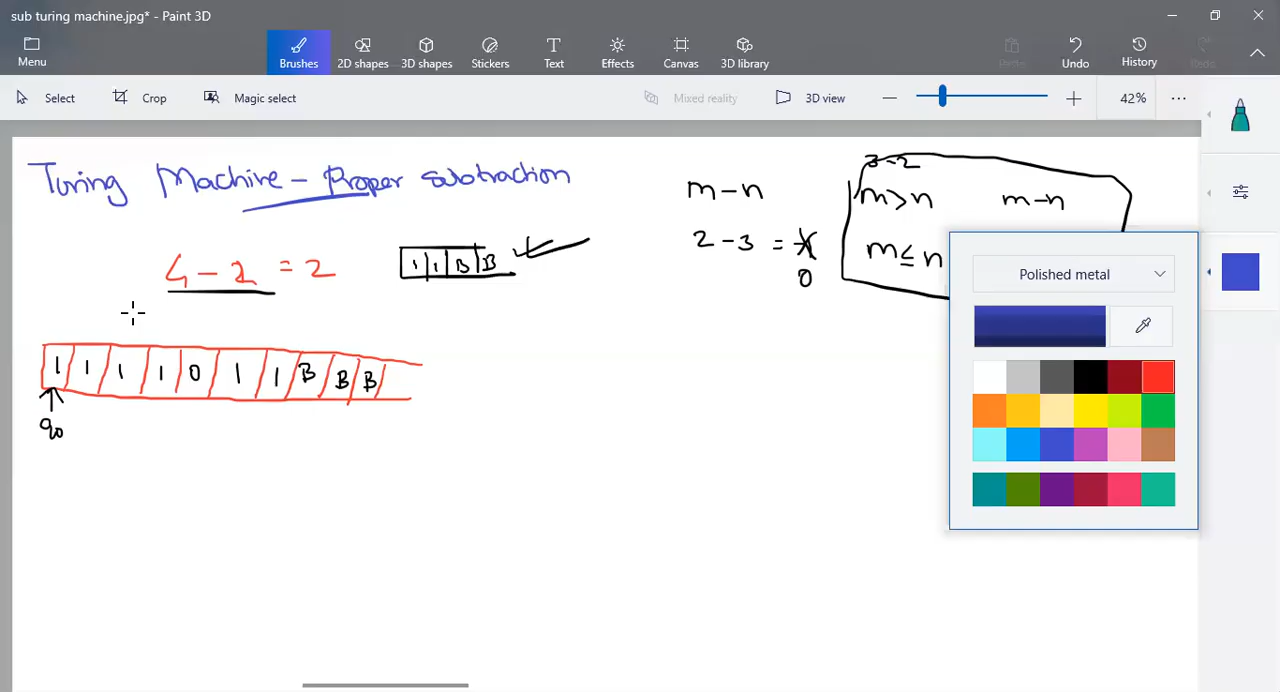 sub turing machine.jpg* - Paint 3D
Menu
Brushes
2D shapes
3D shapes
Stickers
Text
Effects
Canvas
3D library
Paste
Undo
History
Redo
Select
Crop
Magic select
Mixed reality
3D view
42%
Turing Machine - Proper subtraction
4 - 2 = 2
1 1 B B
m - n
2 - 3 =
0
3 - 2
m > n m - n
m ≤ n
Polished metal
1 1 1 1 0 1 1 B B B
q0